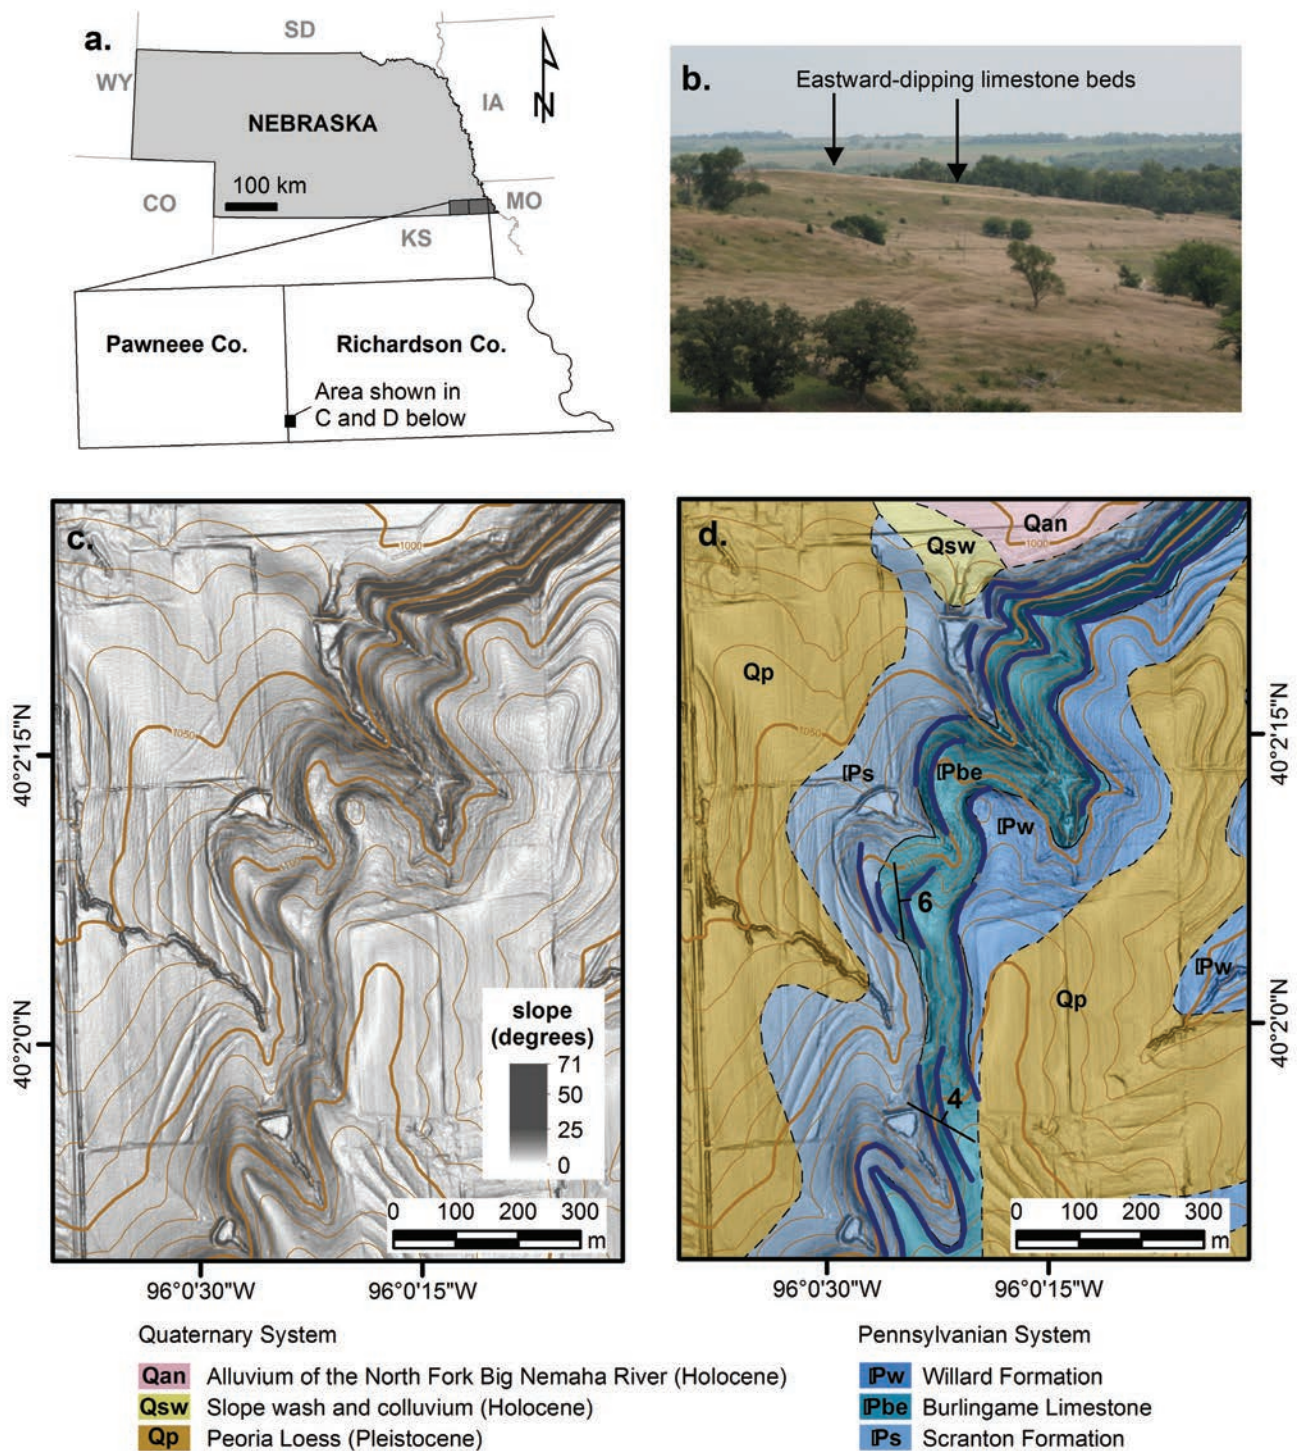 a.
SD
WY
IA
N
NEBRASKA
100 km
CO
MO
KS
Pawneee Co.
Richardson Co.
Area shown in
C and D below
b.
Eastward-dipping limestone beds
c.
1000
1050
40°2'15"N
40°2'0"N
slope
(degrees)
71
50
25
0
0 100 200 300
m
96°0'30"W
96°0'15"W
d.
Qan
Qsw
Qp
ℙs
ℙbe
ℙw
6
ℙw
Qp
4
40°2'15"N
40°2'0"N
0 100 200 300
m
96°0'30"W
96°0'15"W
Quaternary System
Qan Alluvium of the North Fork Big Nemaha River (Holocene)
Qsw Slope wash and colluvium (Holocene)
Qp Peoria Loess (Pleistocene)
Pennsylvanian System
ℙw Willard Formation
ℙbe Burlingame Limestone
ℙs Scranton Formation